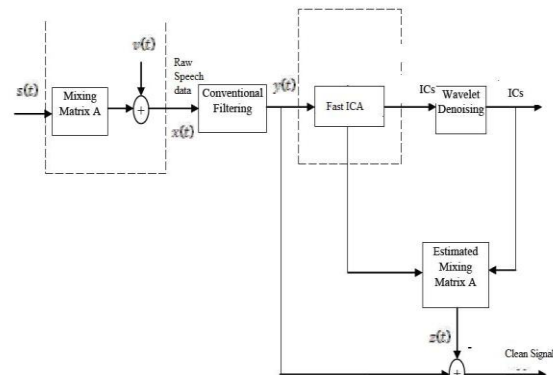 s(t)
Mixing
Matrix A
v(t)
+
Raw
Speech
data
x(t)
Conventional
Filtering
y(t)
Fast ICA
ICs
Wavelet
Denoising
ICs
Estimated
Mixing
Matrix A
z(t)
+
Clean Signal